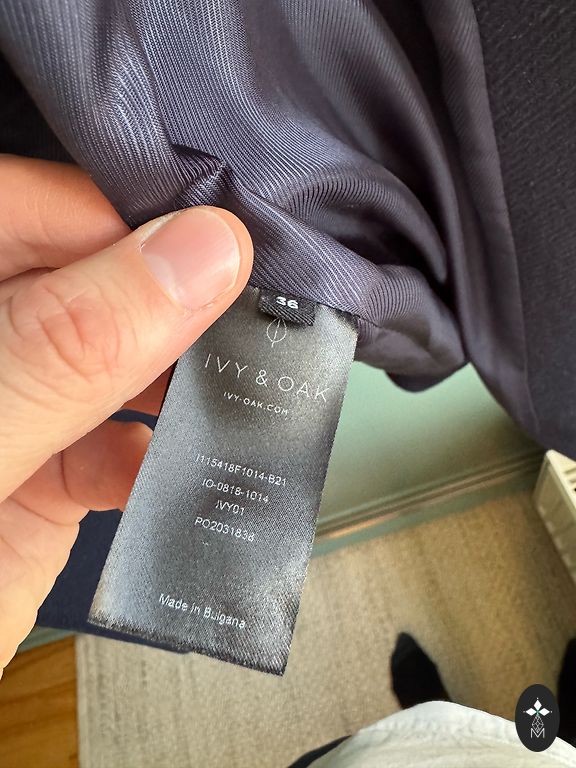 36
IVY & OAK
IVY-OAK.COM
I115418F1014-B21
IO-0818-1014
IVY01
PO2031838
Made in Bulgaria
M